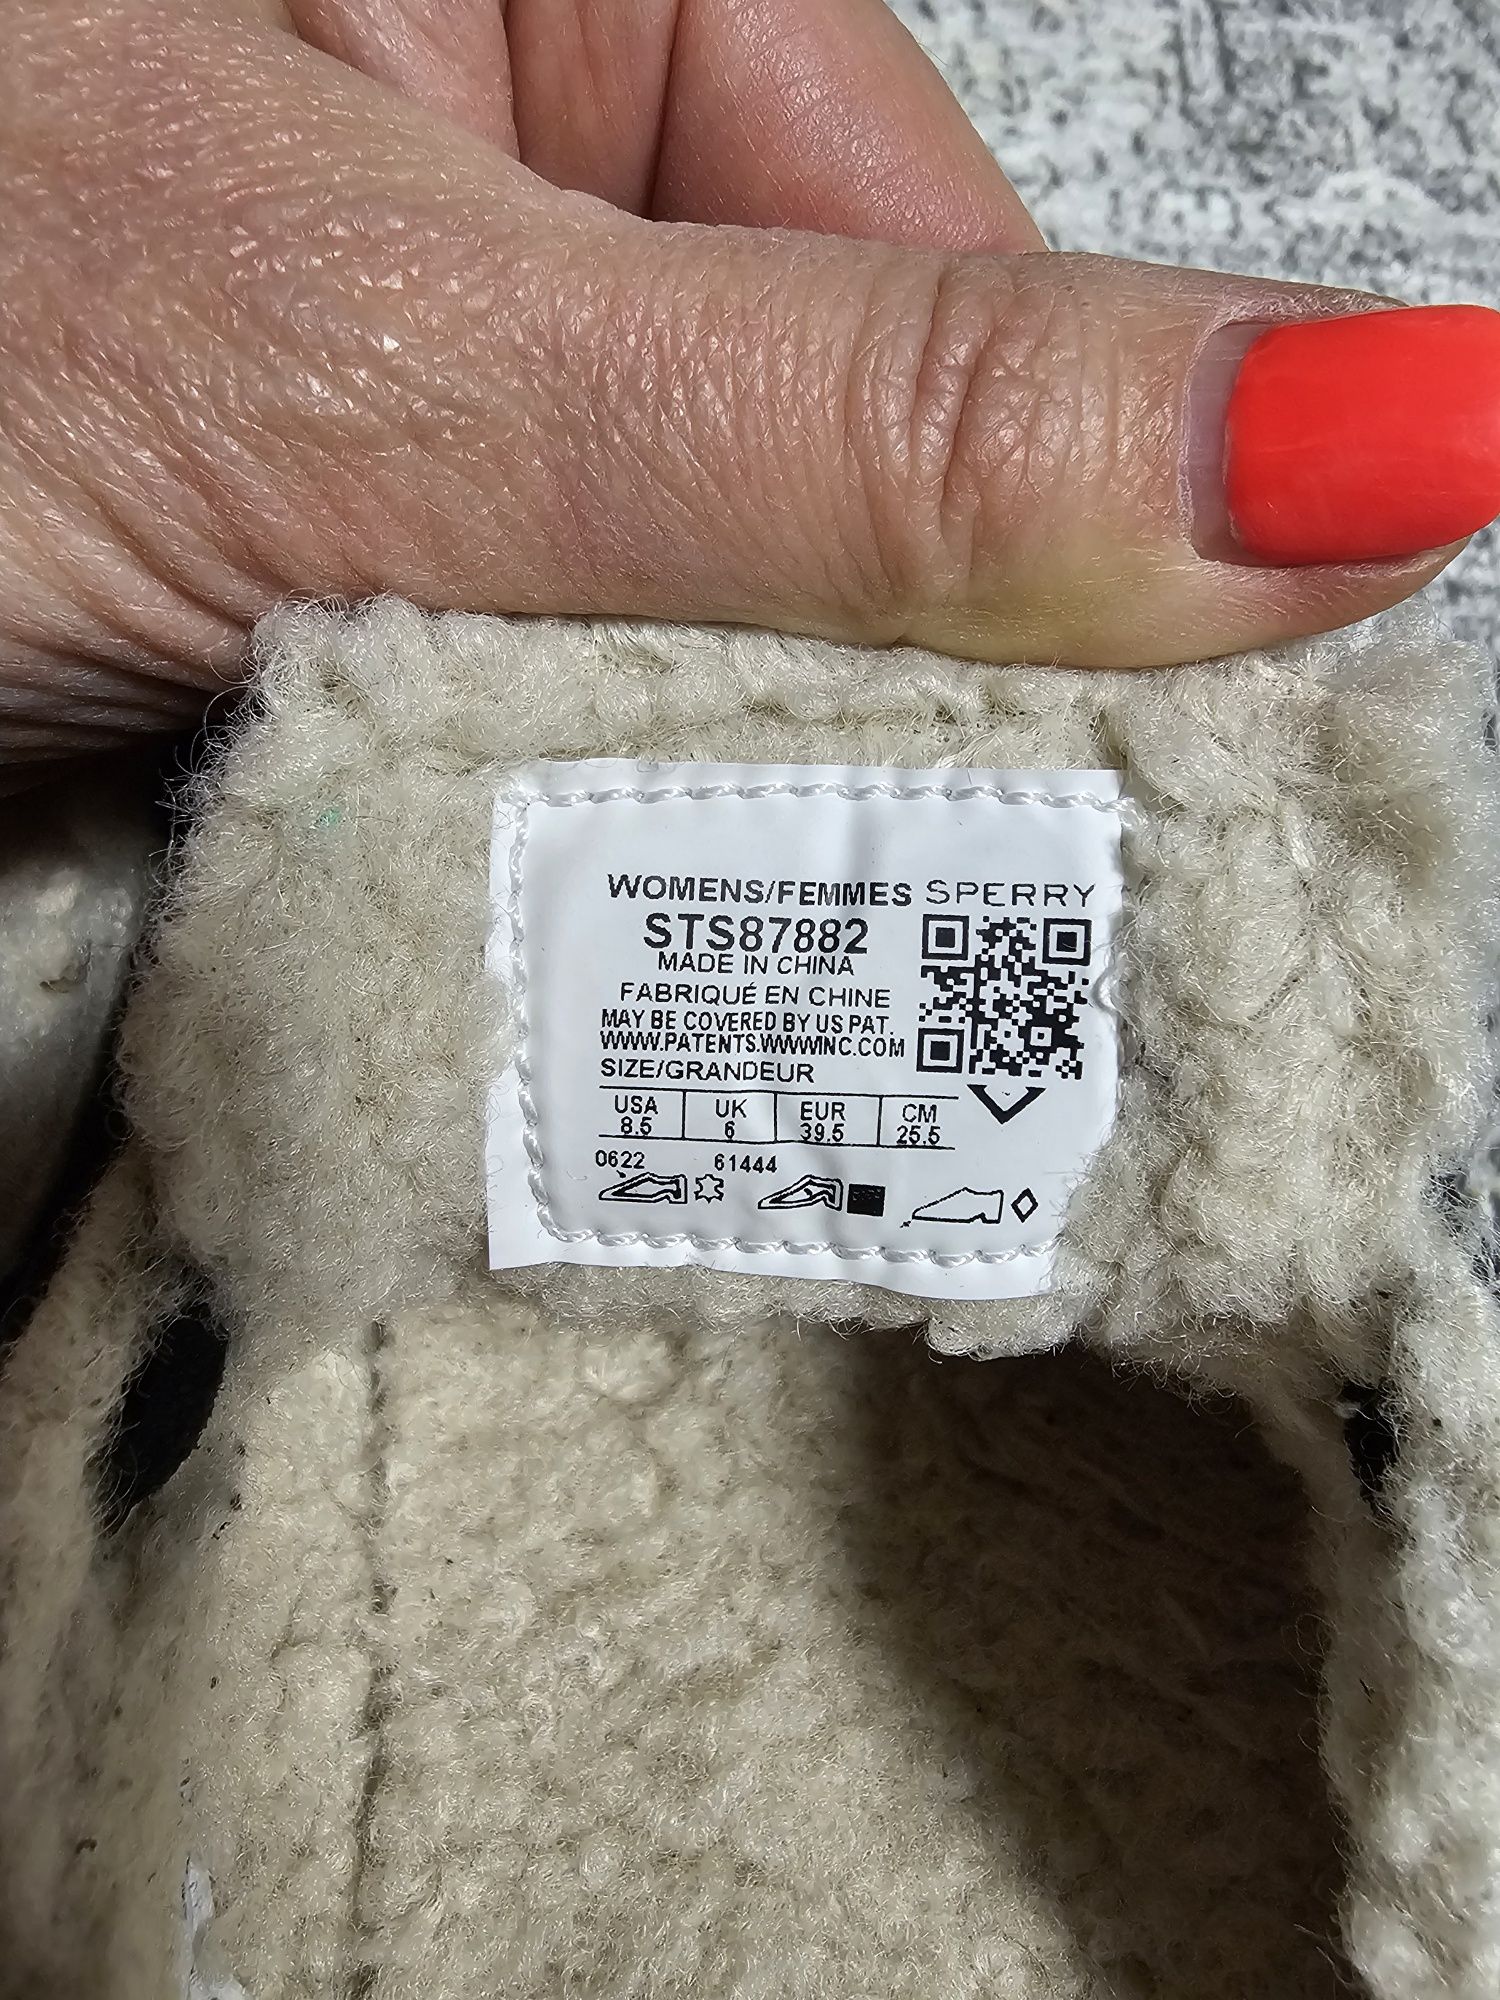 WOMENS/FEMMES SPERRY
STS87882
MADE IN CHINA
FABRIQUÉ EN CHINE
MAY BE COVERED BY US PAT.
WWW.PATENTS.WWWINC.COM
SIZE/GRANDEUR
USA UK EUR CM
8.5 6 39.5 25.5
0622 61444